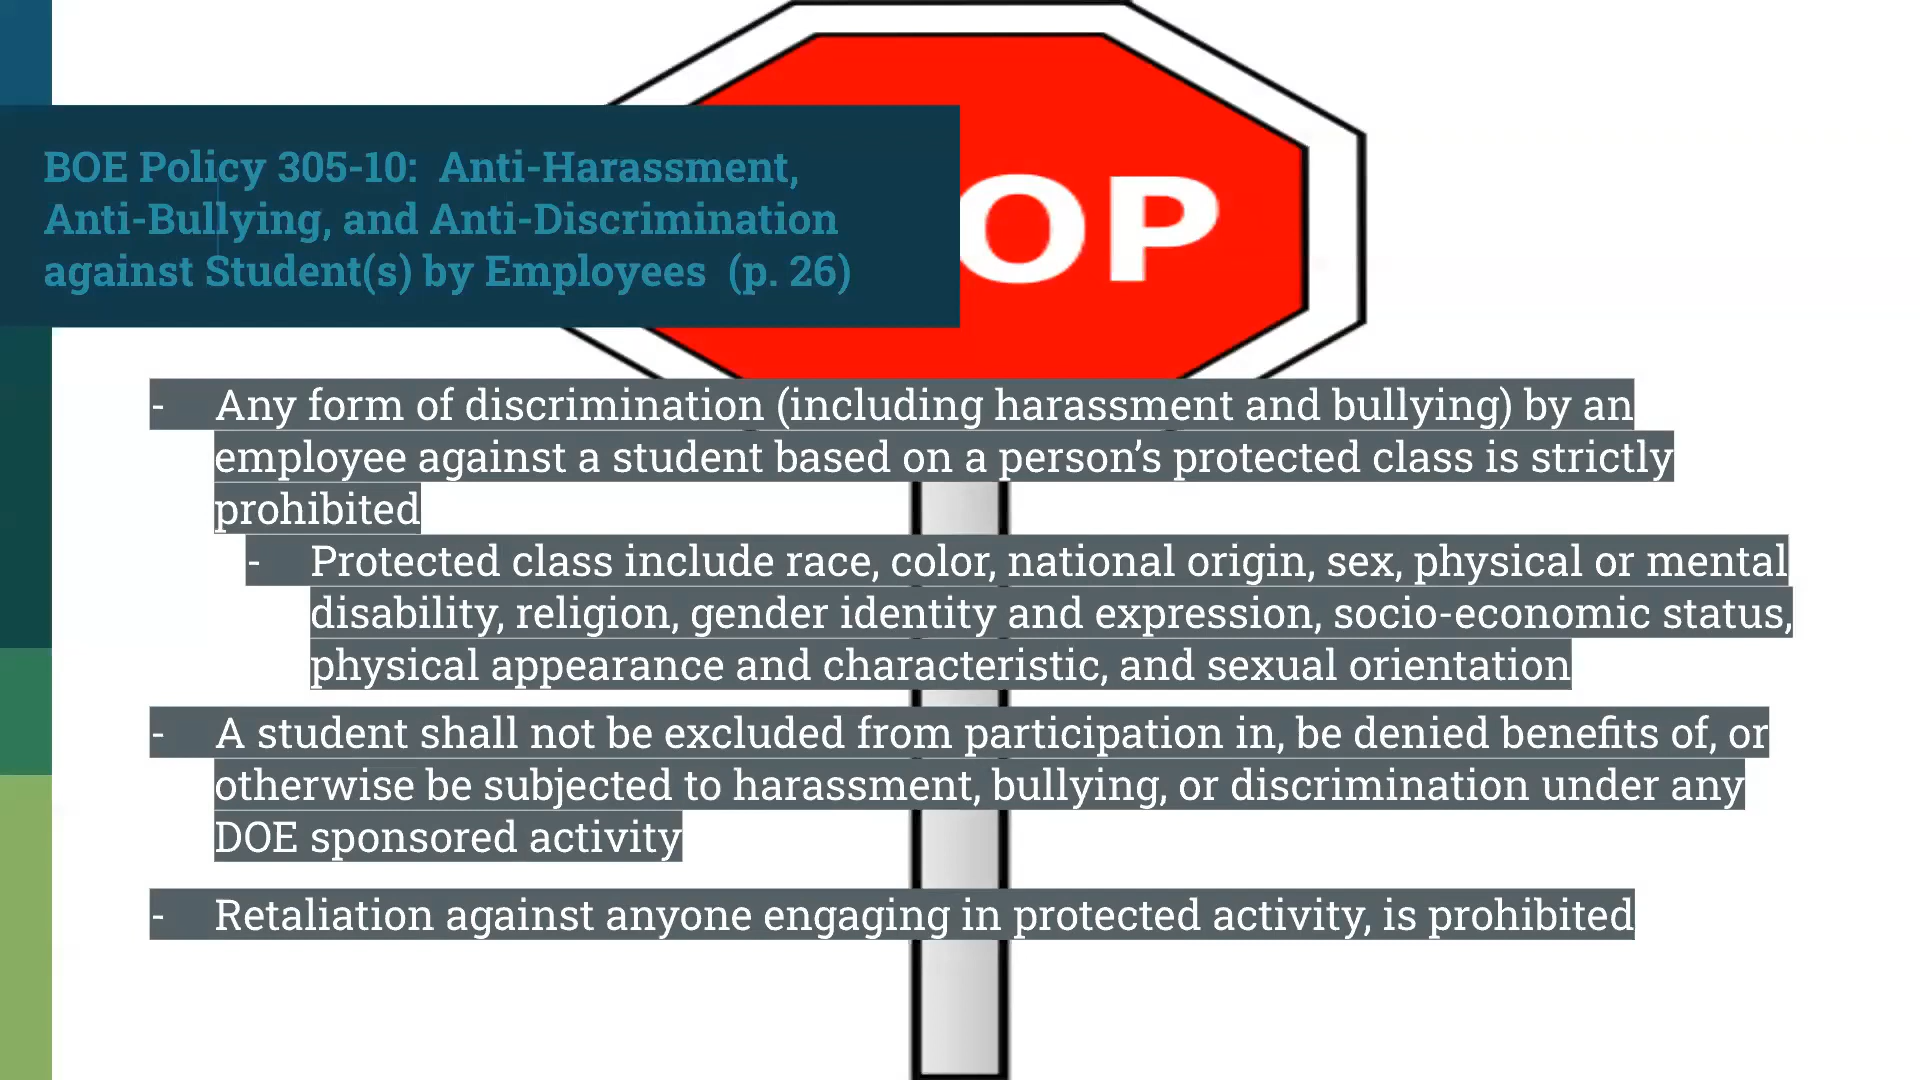 BOE Policy 305-10:  Anti-Harassment,
Anti-Bullying, and Anti-Discrimination
against Student(s) by Employees  (p. 26)
OP
- Any form of discrimination (including harassment and bullying) by an
employee against a student based on a person’s protected class is strictly
prohibited
- Protected class include race, color, national origin, sex, physical or mental
disability, religion, gender identity and expression, socio-economic status,
physical appearance and characteristic, and sexual orientation
- A student shall not be excluded from participation in, be denied benefits of, or
otherwise be subjected to harassment, bullying, or discrimination under any
DOE sponsored activity
- Retaliation against anyone engaging in protected activity, is prohibited